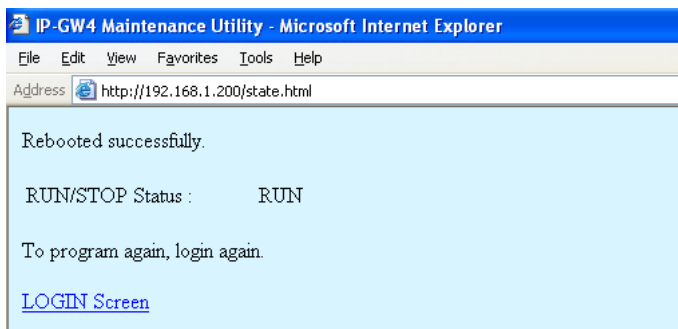 IP-GW4 Maintenance Utility - Microsoft Internet Explorer
File Edit View Favorites Tools Help
Address http://192.168.1.200/state.html
Rebooted successfully.
RUN/STOP Status : RUN
To program again, login again.
LOGIN Screen